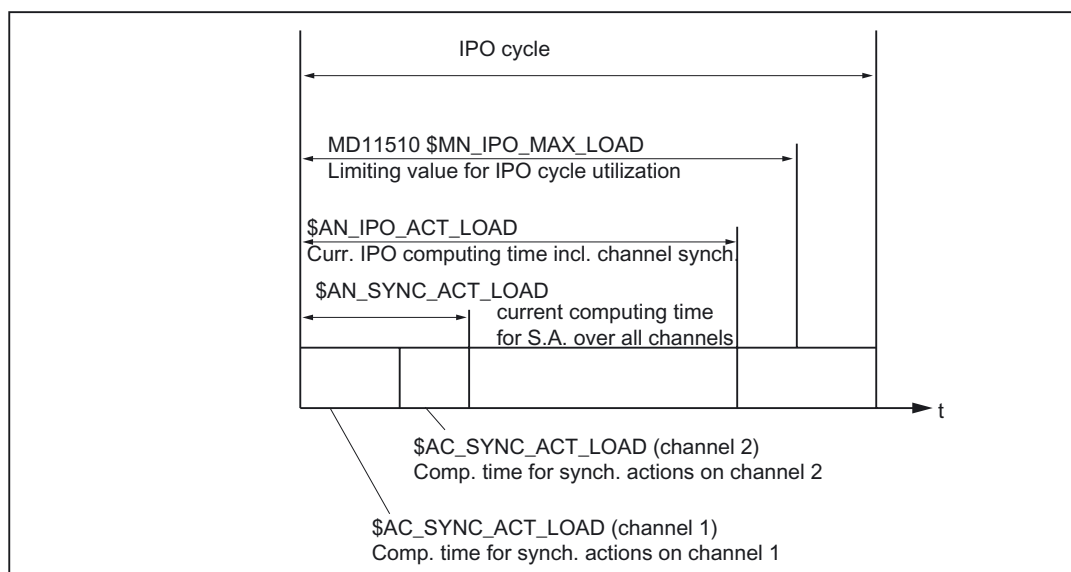 IPO cycle
MD11510 $MN_IPO_MAX_LOAD
Limiting value for IPO cycle utilization
$AN_IPO_ACT_LOAD
Curr. IPO computing time incl. channel synch.
$AN_SYNC_ACT_LOAD
current computing time
for S.A. over all channels
t
$AC_SYNC_ACT_LOAD (channel 2)
Comp. time for synch. actions on channel 2
$AC_SYNC_ACT_LOAD (channel 1)
Comp. time for synch. actions on channel 1